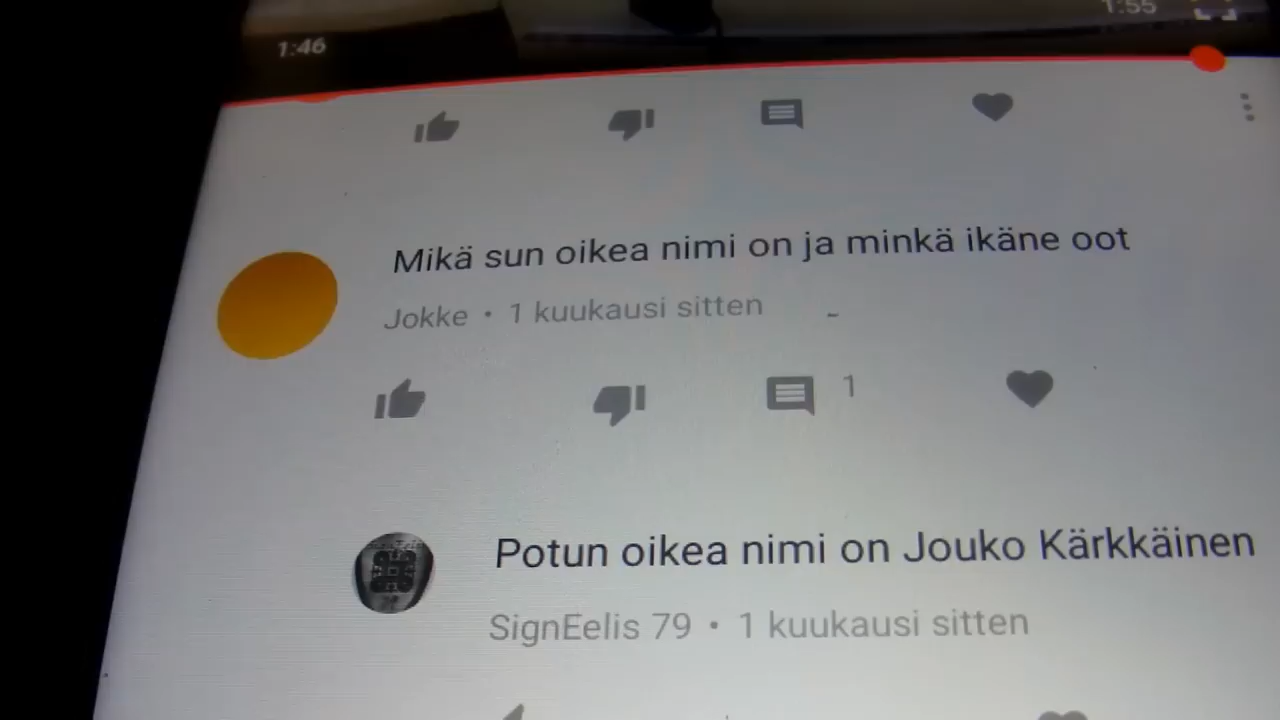 1:46
1:55
Mikä sun oikea nimi on ja minkä ikäne oot
Jokke • 1 kuukausi sitten
1
Potun oikea nimi on Jouko Kärkkäinen
SignEelis 79 • 1 kuukausi sitten